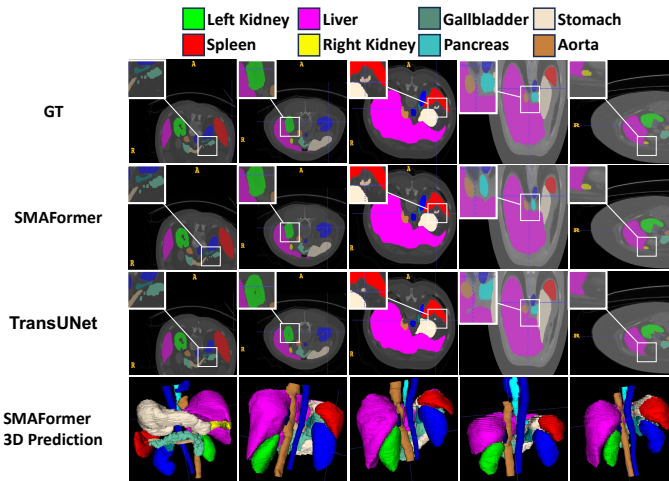 Left Kidney Liver Gallbladder Stomach
Spleen Right Kidney Pancreas Aorta
GT
A A A A
R R R R R
SMAFormer
A A A
R R R R
TransUNet
A A A
R R R R
SMAFormer
3D Prediction